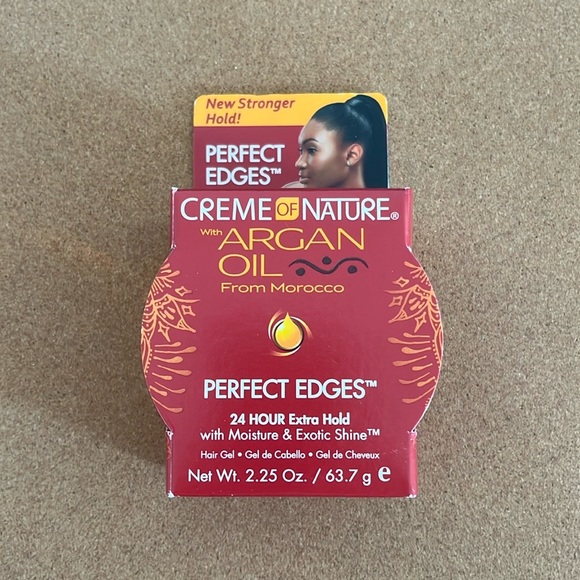 New Stronger
Hold!
PERFECT
EDGES™
CREME OF NATURE®
With ARGAN
OIL
From Morocco
PERFECT EDGES™
24 HOUR Extra Hold
with Moisture & Exotic Shine™
Hair Gel • Gel de Cabello • Gel de Cheveux
Net Wt. 2.25 Oz. / 63.7 g ℮